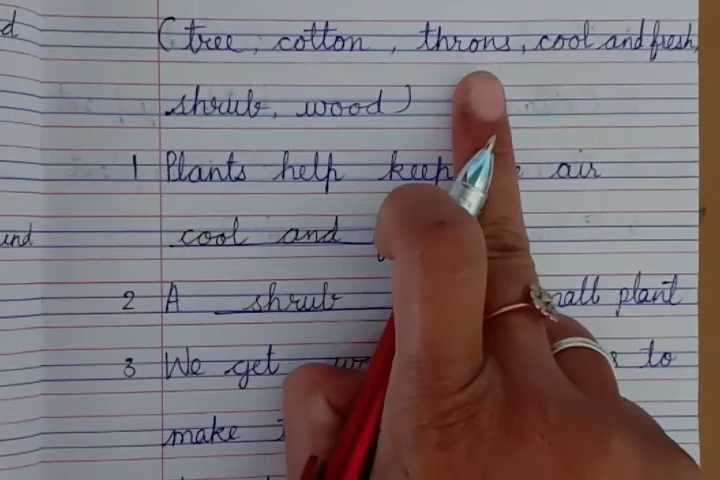 (tree, cotton, throns, cool and fresh,
shrub, wood)
1 Plants help keep air
cool and
2 A shrub small plant
3 We get to
make